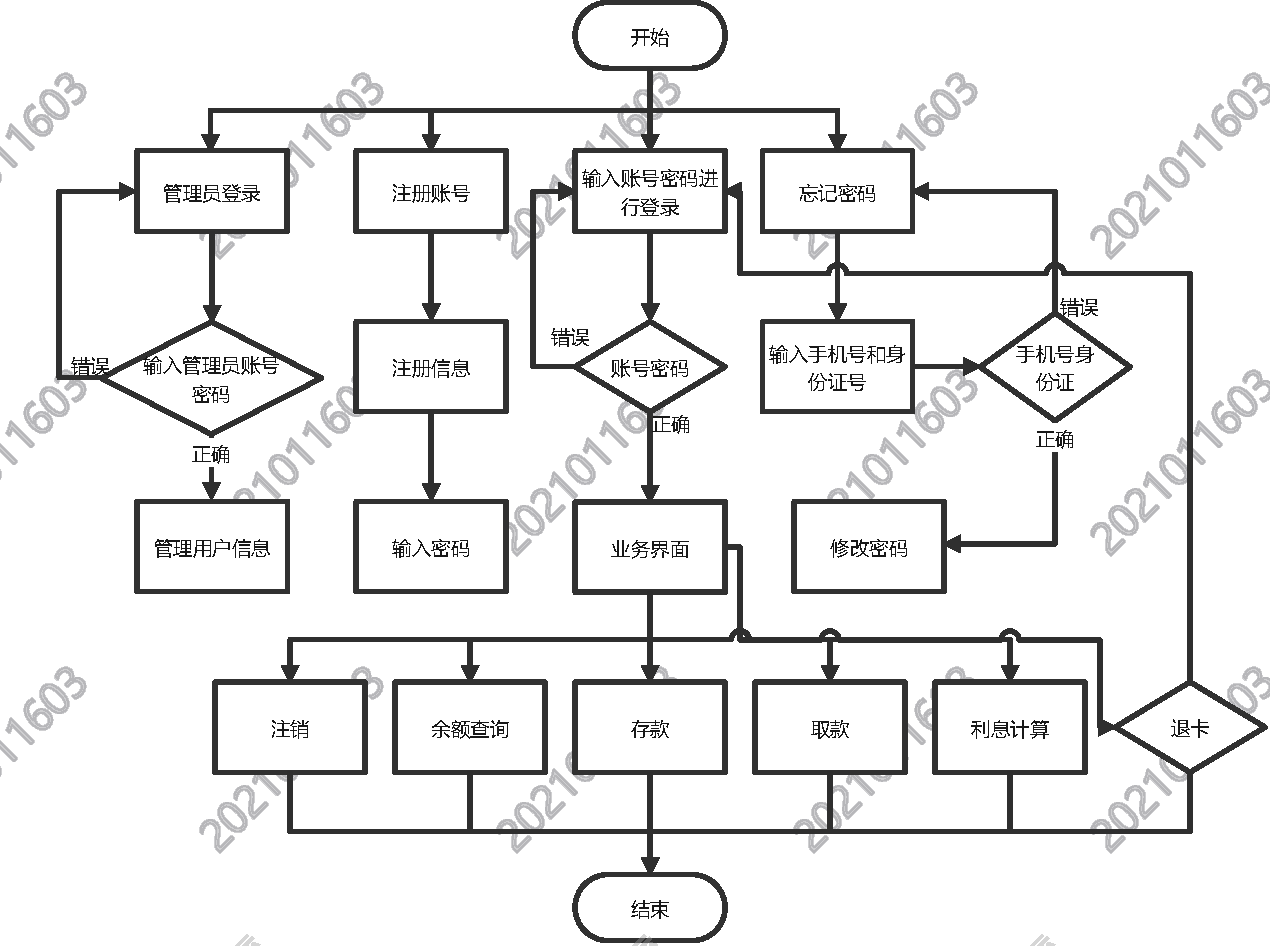 开始
管理员登录
注册账号
输入账号密码进
行登录
忘记密码
错误
输入管理员账号
密码
注册信息
错误
账号密码
输入手机号和身
份证号
错误
手机号身
份证
正确
正确
正确
管理用户信息
输入密码
业务界面
修改密码
注销
余额查询
存款
取款
利息计算
退卡
结束
2021011603